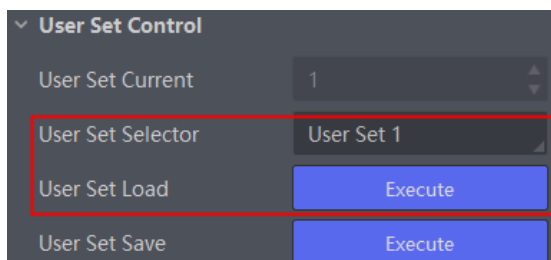 User Set Control
User Set Current 1
User Set Selector User Set 1
User Set Load Execute
User Set Save Execute